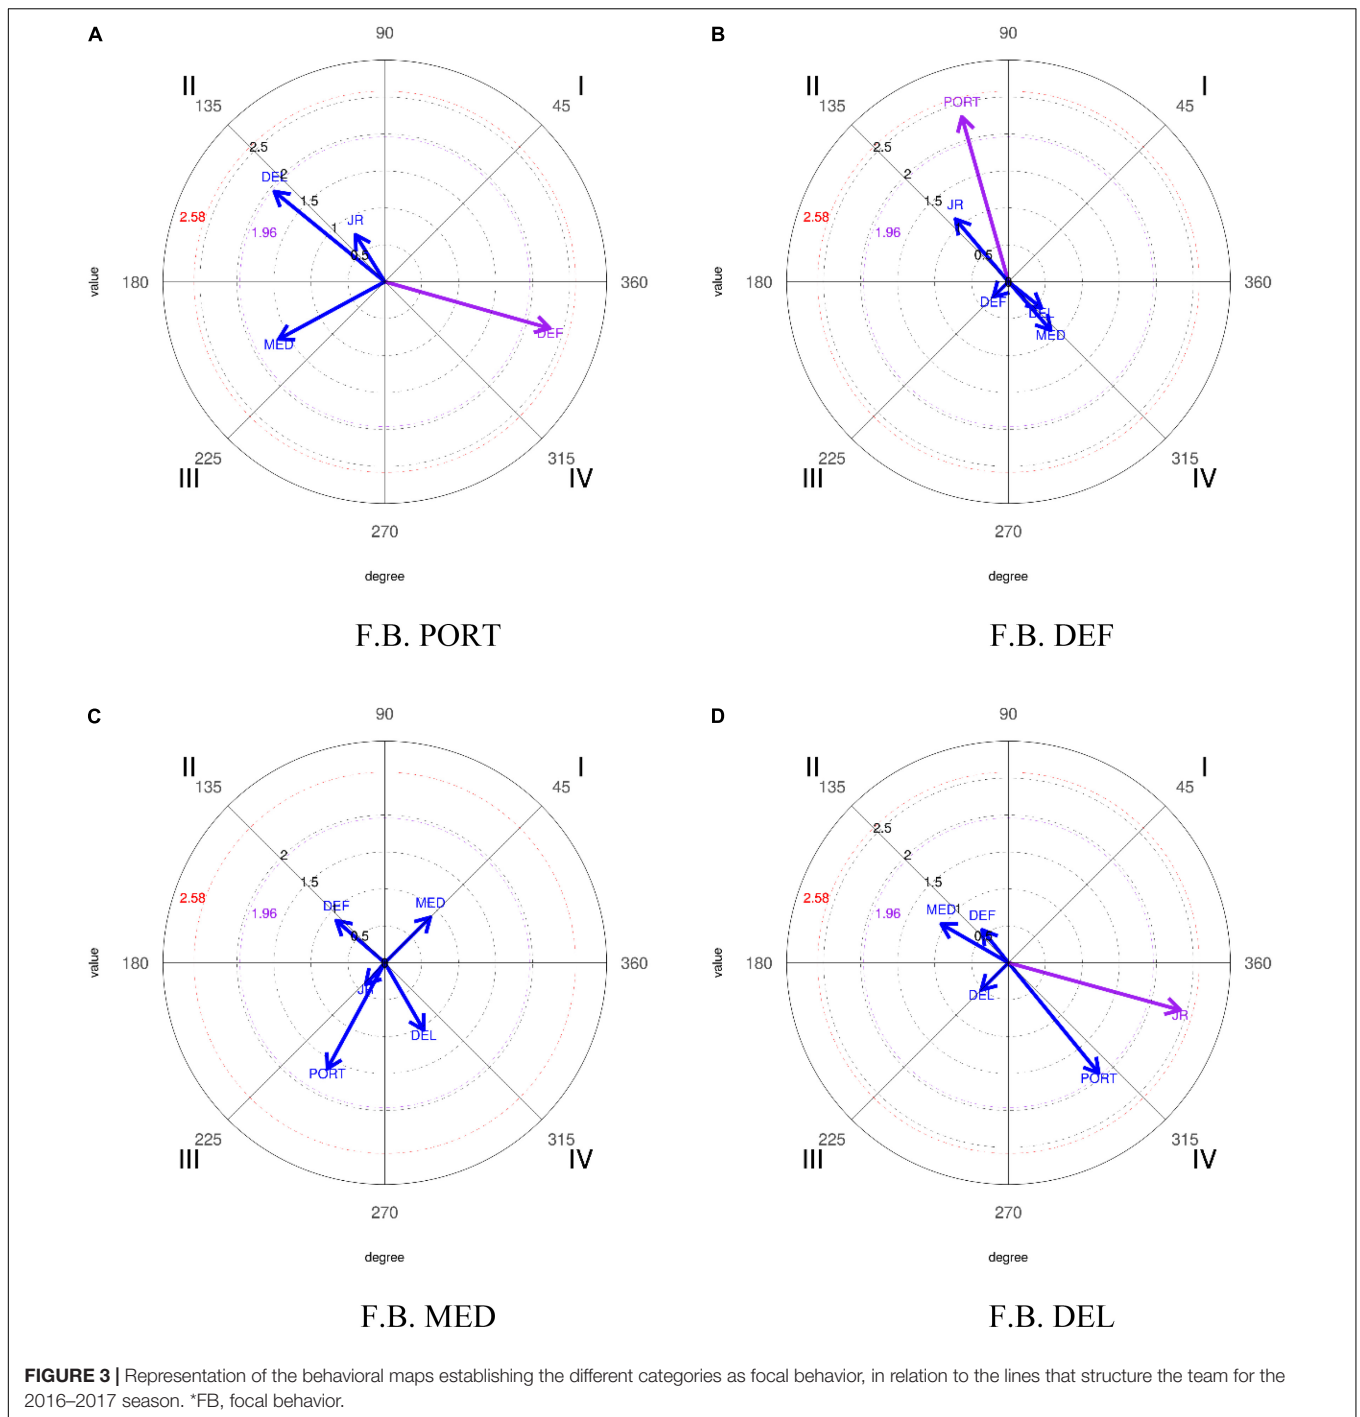 A
90
II
I
135
45
2.5
DEL
2
1.5
JR
2.58
1
1.96
0.5
180
360
value
DEF
MED
225
315
III
IV
270
degree
F.B. PORT
B
90
II
I
135
45
PORT
2.5
2
1.5
JR
2.58
1.96
0.5
180
360
value
DEF
DEL
MED
225
315
III
IV
270
degree
F.B. DEF
C
90
II
I
135
45
2
1.5
2.58
DEF
MED
1.96
0.5
180
360
value
JR
DEL
PORT
225
315
III
IV
270
degree
F.B. MED
D
90
II
I
135
45
2.5
2
1.5
2.58
MED
1
DEF
1.96
0.5
180
360
value
DEL
JR
PORT
225
315
III
IV
270
degree
F.B. DEL
FIGURE 3 | Representation of the behavioral maps establishing the different categories as focal behavior, in relation to the lines that structure the team for the
2016–2017 season. *FB, focal behavior.